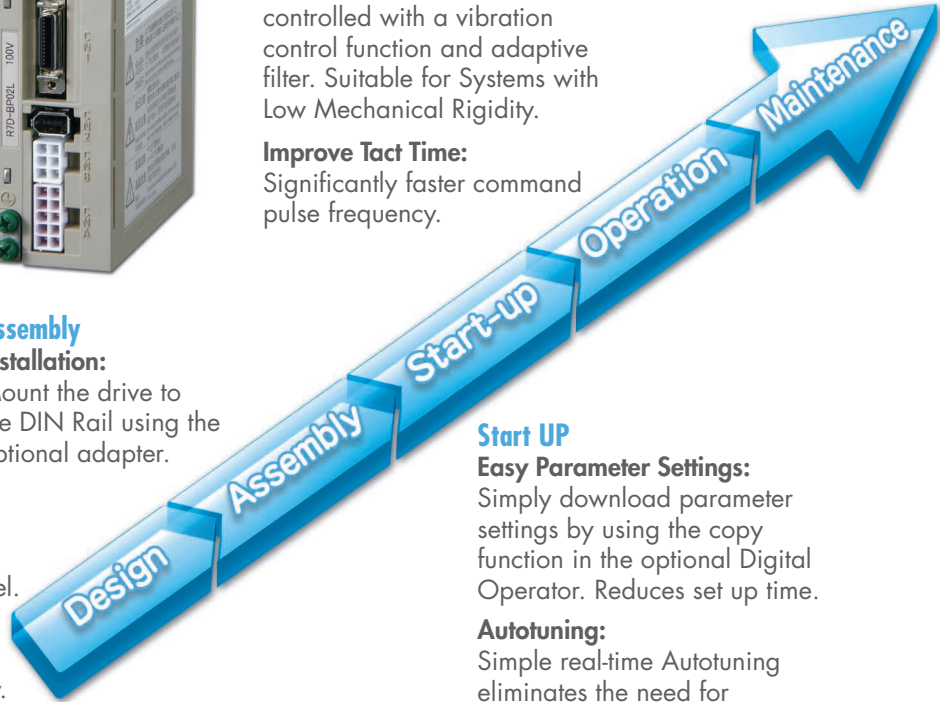 R7D-BP02L 100V
CN1
CN2
CNB
CNA
controlled with a vibration
control function and adaptive
filter. Suitable for Systems with
Low Mechanical Rigidity.
Improve Tact Time:
Significantly faster command
pulse frequency.
ssembly
stallation:
ount the drive to
e DIN Rail using the
ptional adapter.
el.
y.
Design
Assembly
Start-up
Operation
Maintenance
Start UP
Easy Parameter Settings:
Simply download parameter
settings by using the copy
function in the optional Digital
Operator. Reduces set up time.
Autotuning:
Simple real-time Autotuning
eliminates the need for